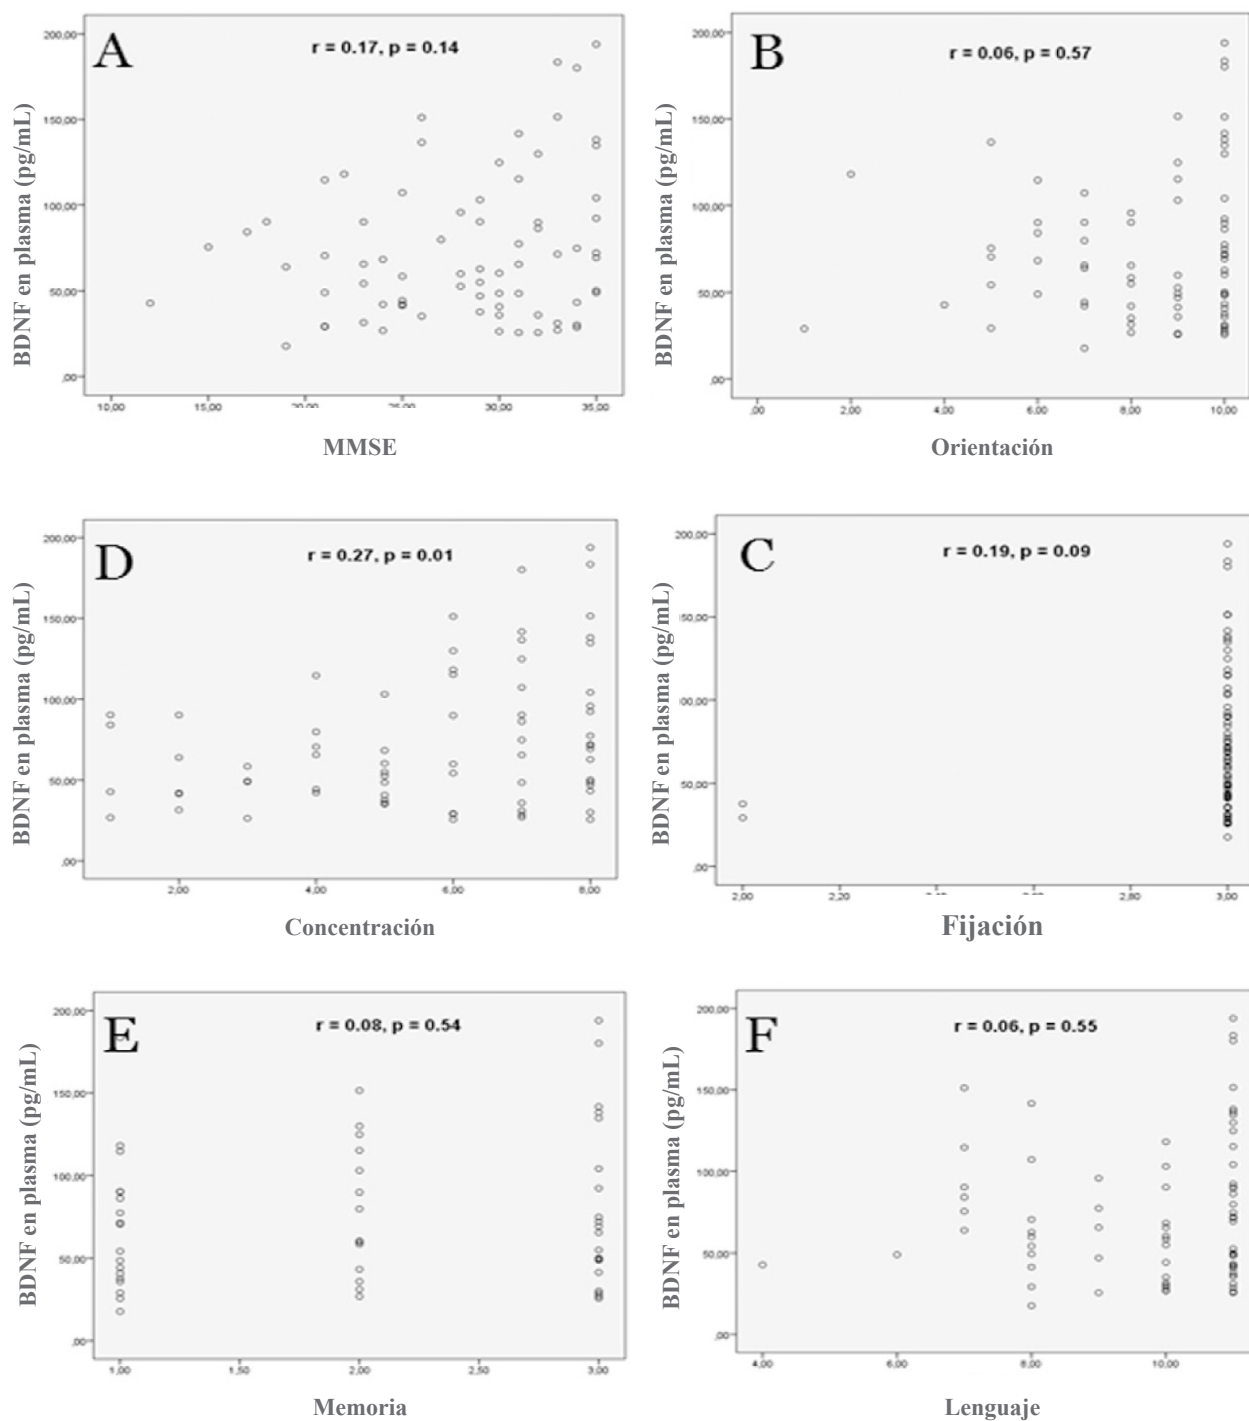 A
r = 0.17, p = 0.14
BDNF en plasma (pg/mL)
200,00
150,00
100,00
50,00
,00
10,00 15,00 20,00 25,00 30,00 35,00
MMSE
B
r = 0.06, p = 0.57
BDNF en plasma (pg/mL)
200,00
150,00
100,00
50,00
,00
,00 2,00 4,00 6,00 8,00 10,00
Orientación
D
r = 0.27, p = 0.01
BDNF en plasma (pg/mL)
200,00
150,00
100,00
50,00
,00
2,00 4,00 6,00 8,00
Concentración
C
r = 0.19, p = 0.09
BDNF en plasma (pg/mL)
200,00
150,00
100,00
50,00
,00
2,00 2,20 2,80 3,00
Fijación
E
r = 0.08, p = 0.54
BDNF en plasma (pg/mL)
200,00
150,00
100,00
50,00
,00
1,00 1,50 2,00 2,50 3,00
Memoria
F
r = 0.06, p = 0.55
BDNF en plasma (pg/mL)
200,00
150,00
100,00
50,00
,00
4,00 6,00 8,00 10,00
Lenguaje